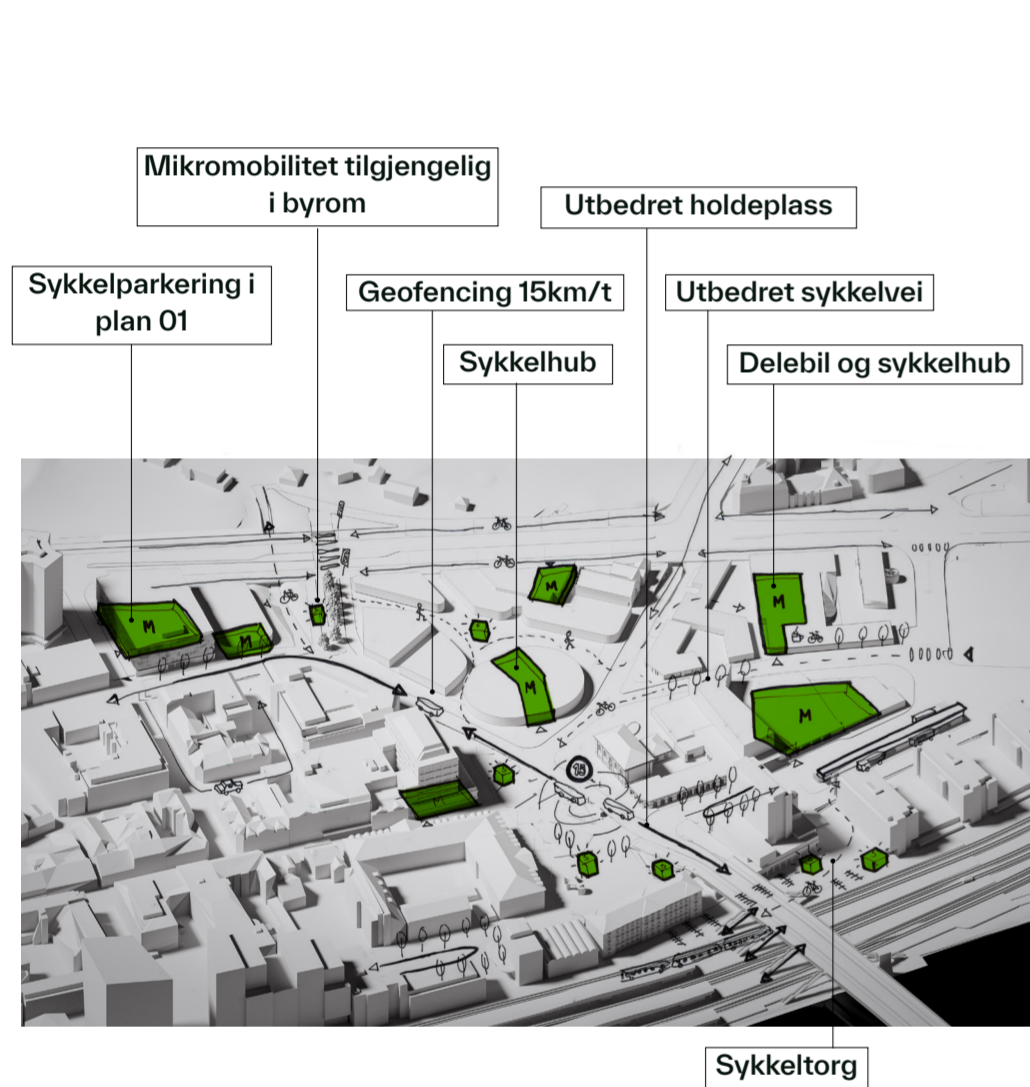 Mikromobilitet tilgjengelig
i byrom
Utbedret holdeplass
Sykkelparkering i
plan 01
Geofencing 15km/t
Utbedret sykkelvei
Sykkelhub
Delebil og sykkelhub
M
M
M
M
M
M
M
15
Sykkeltorg